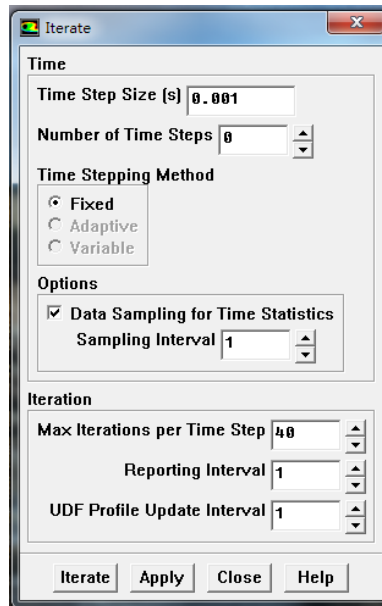 Iterate
Time
Time Step Size (s) 0.001
Number of Time Steps 0
Time Stepping Method
Fixed
Adaptive
Variable
Options
Data Sampling for Time Statistics
Sampling Interval 1
Iteration
Max Iterations per Time Step 40
Reporting Interval 1
UDF Profile Update Interval 1
Iterate Apply Close Help